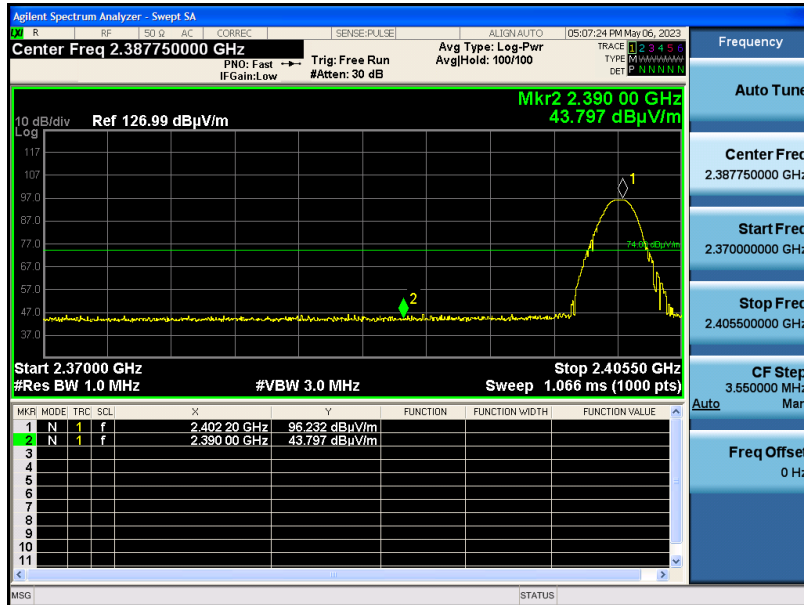 Agilent Spectrum Analyzer - Swept SA
LXI R RF 50 Ω AC CORREC SENSE:PULSE ALIGNAUTO 05:07:24 PM May 06, 2023
Center Freq 2.387750000 GHz
PNO: Fast
IFGain:Low
Trig: Free Run
#Atten: 30 dB
Avg Type: Log-Pwr
Avg|Hold: 100/100
TRACE 1 2 3 4 5 6
TYPE M
DET P N N N N N
Mkr2 2.390 00 GHz
43.797 dBµV/m
10 dB/div Ref 126.99 dBµV/m
Log
117
107
97.0
87.0
77.0
67.0
57.0
47.0
37.0
1
74.00 dBµV/m
2
Start 2.37000 GHz Stop 2.40550 GHz
#Res BW 1.0 MHz #VBW 3.0 MHz Sweep 1.066 ms (1000 pts)
MKR MODE TRC SCL X Y FUNCTION FUNCTION WIDTH FUNCTION VALUE
1 N 1 f 2.402 20 GHz 96.232 dBµV/m
2 N 1 f 2.390 00 GHz 43.797 dBµV/m
3
4
5
6
7
8
9
10
11
MSG STATUS
Frequency
Auto Tune
Center Freq
2.387750000 GHz
Start Freq
2.370000000 GHz
Stop Freq
2.405500000 GHz
CF Step
3.550000 MHz
Auto Man
Freq Offset
0 Hz